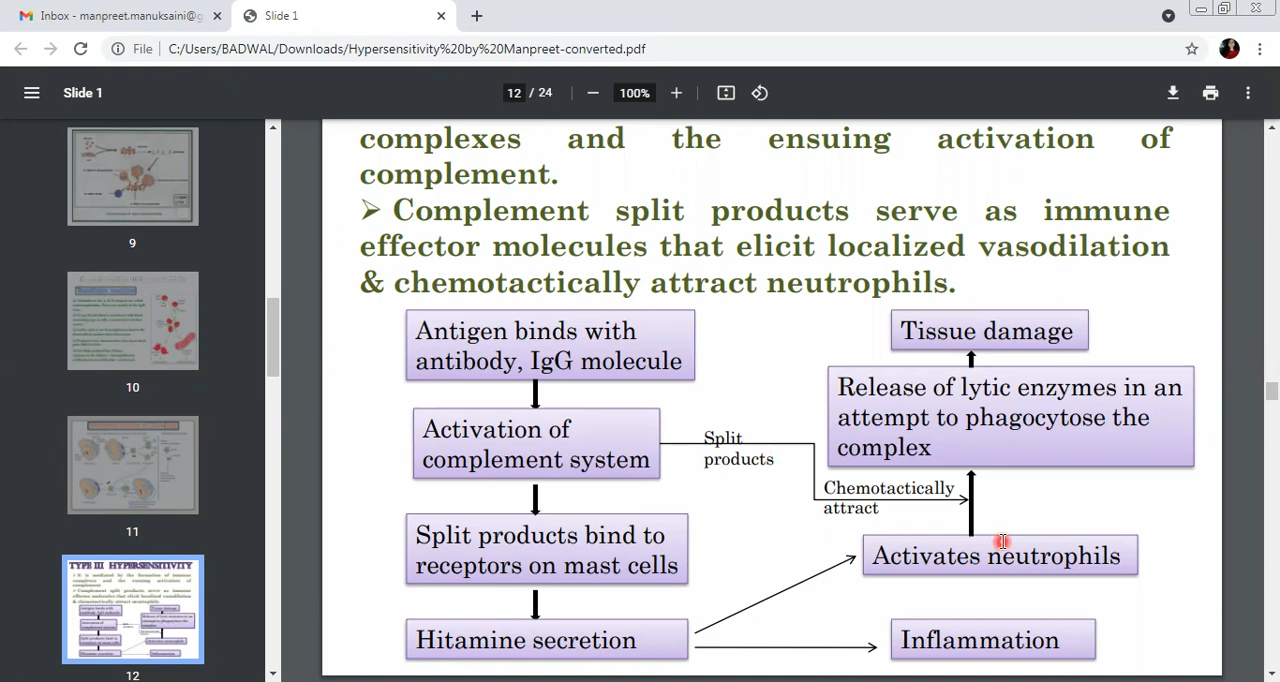 Inbox - manpreet.manuksaini@g
Slide 1
File
C:/Users/BADWAL/Downloads/Hypersensitivity%20by%20Manpreet-converted.pdf
Slide 1
12 / 24
100%
9
10
11
TYPE III HYPERSENSITIVITY
12
complexes and the ensuing activation of
complement.
➢ Complement split products serve as immune
effector molecules that elicit localized vasodilation
& chemotactically attract neutrophils.
Antigen binds with
antibody, IgG molecule
Tissue damage
Release of lytic enzymes in an
attempt to phagocytose the
complex
Activation of
complement system
Split
products
Chemotactically
attract
Split products bind to
receptors on mast cells
Activates neutrophils
Hitamine secretion
Inflammation